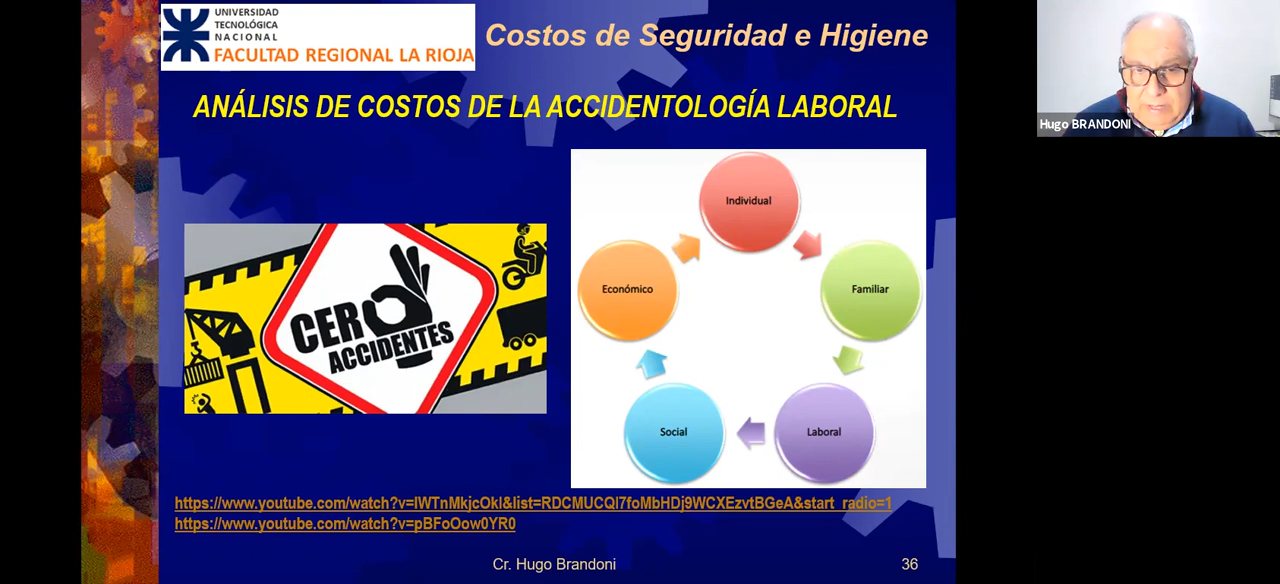 UNIVERSIDAD
TECNOLÓGICA
NACIONAL
FACULTAD REGIONAL LA RIOJA
Costos de Seguridad e Higiene
ANÁLISIS DE COSTOS DE LA ACCIDENTOLOGÍA LABORAL
Hugo BRANDONI
CERO
ACCIDENTES
Individual
Económico
Familiar
Social
Laboral
https://www.youtube.com/watch?v=IWTnMkjcOkI&list=RDCMUCQI7foMbHDj9WCXEzvtBGeA&start_radio=1
https://www.youtube.com/watch?v=pBFoOow0YR0
Cr. Hugo Brandoni
36